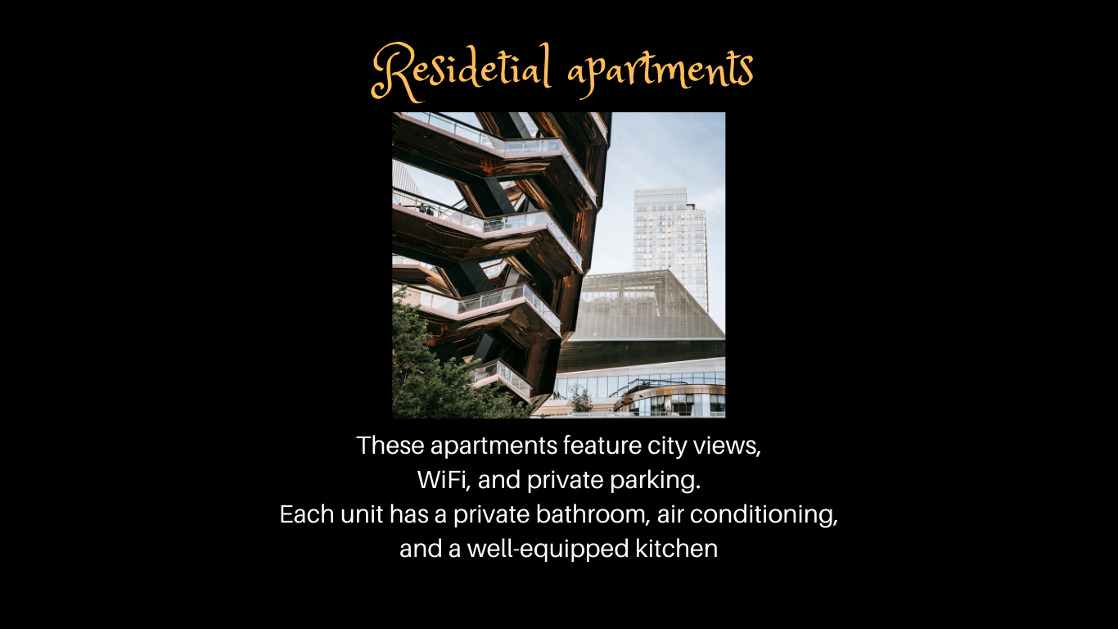 Residetial apartments
These apartments feature city views,
WiFi, and private parking.
Each unit has a private bathroom, air conditioning,
and a well-equipped kitchen